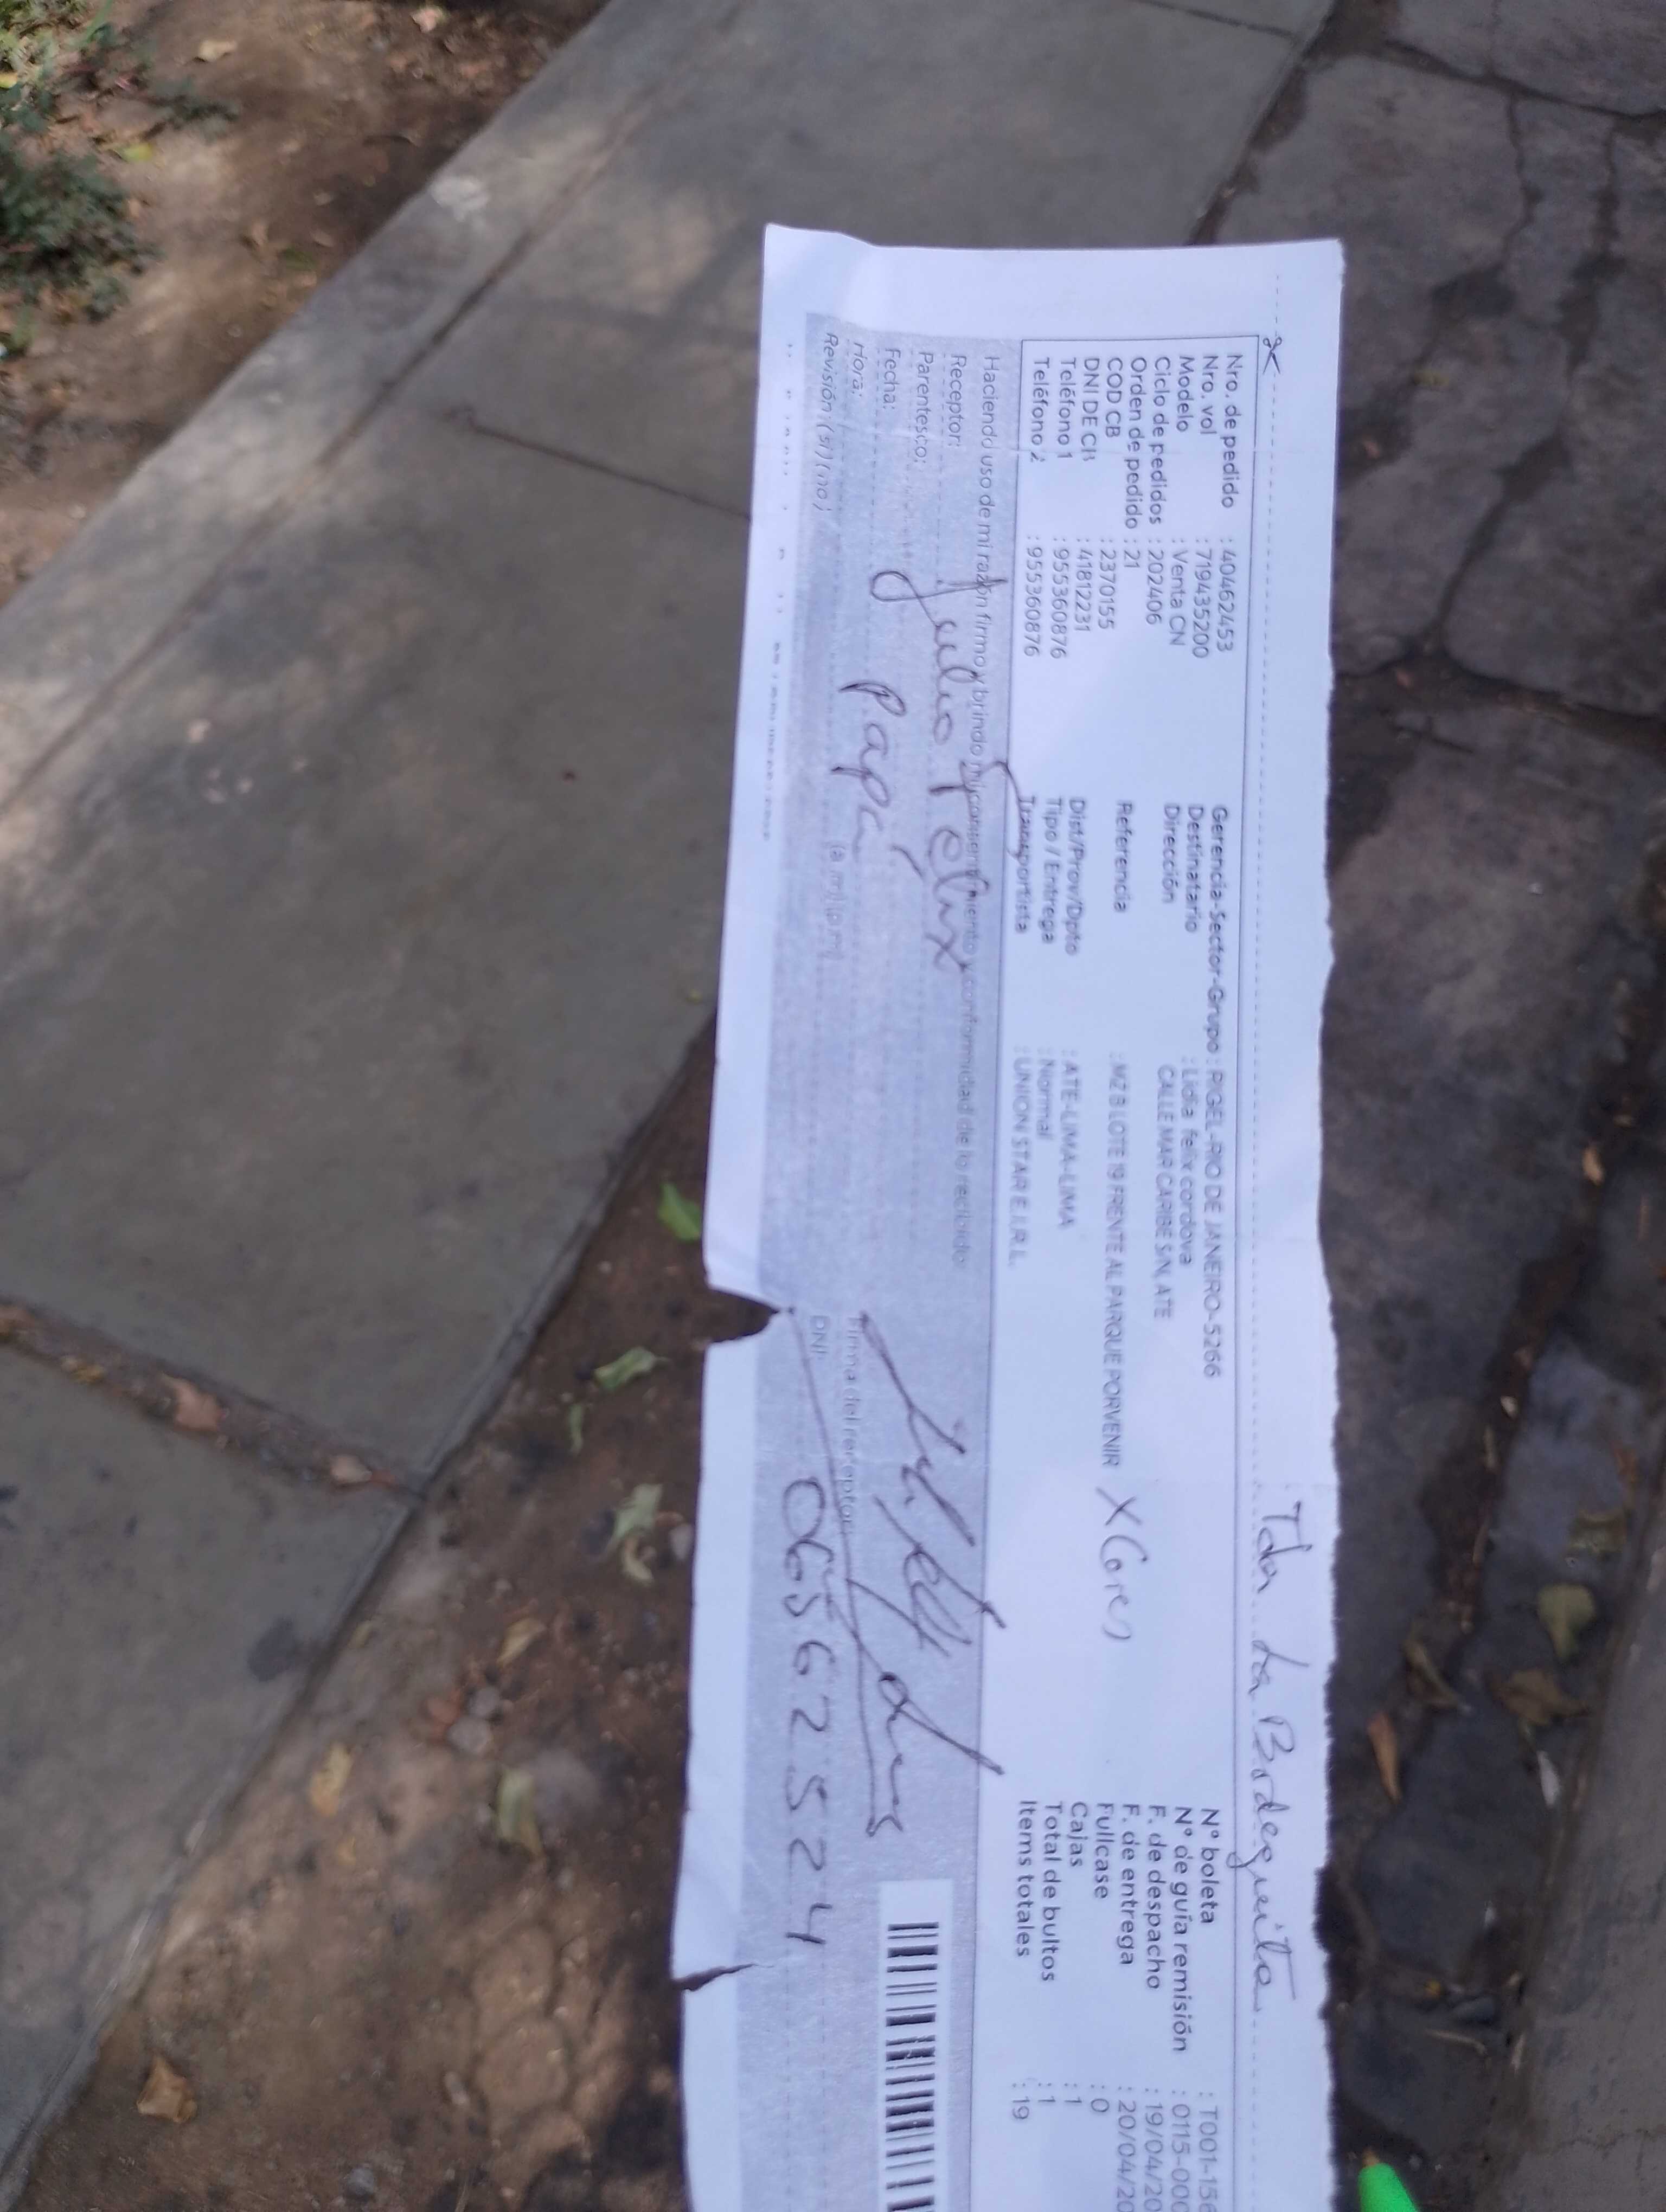 Tda La Bodeguita
Nro. de pedido : 40462453
Nro. vol : 719435200
Modelo : Venta CN
Ciclo de pedidos : 202406
Orden de pedido : 21
COD CB : 2370155
DNI DE CB : 41812231
Teléfono 1 : 955360876
Teléfono 2 : 955360876
Gerencia-Sector-Grupo : RIGEL-RIO DE JANEIRO-5266
Destinatario : Lidia felix cordova
Dirección CALLE MAR CARIBE S/N, ATE
Referencia : MZ B LOTE 19 FRENTE AL PARQUE PORVENIR
Dist/Prov/Dpto : ATE-LIMA-LIMA
Tipo / Entrega : Normal
Transportista : UNION STAR E.I.R.L.
N° boleta : T001-156
N° de guía remisión : 0115-000
F. de despacho : 19/04/20
F. de entrega : 20/04/20
Fullcase : 0
Cajas : 1
Total de bultos : 1
Items totales : 19
Haciendo uso de mi razón firmo y brindo mi consentimiento y conformidad de lo recibido
Receptor: Julio Félix
Parentesco: Papá
Fecha:
Hora: (a.m) (p.m)
Revisión (si) (no)
Firma del receptor
DNI: 06562524